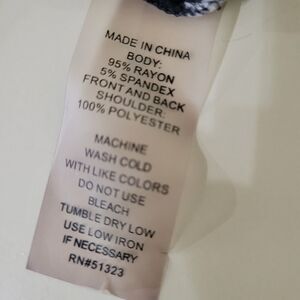 MADE IN CHINA
BODY:
95% RAYON
5% SPANDEX
FRONT AND BACK
SHOULDER:
100% POLYESTER
MACHINE
WASH COLD
WITH LIKE COLORS
DO NOT USE
BLEACH
TUMBLE DRY LOW
USE LOW IRON
IF NECESSARY
RN#51323